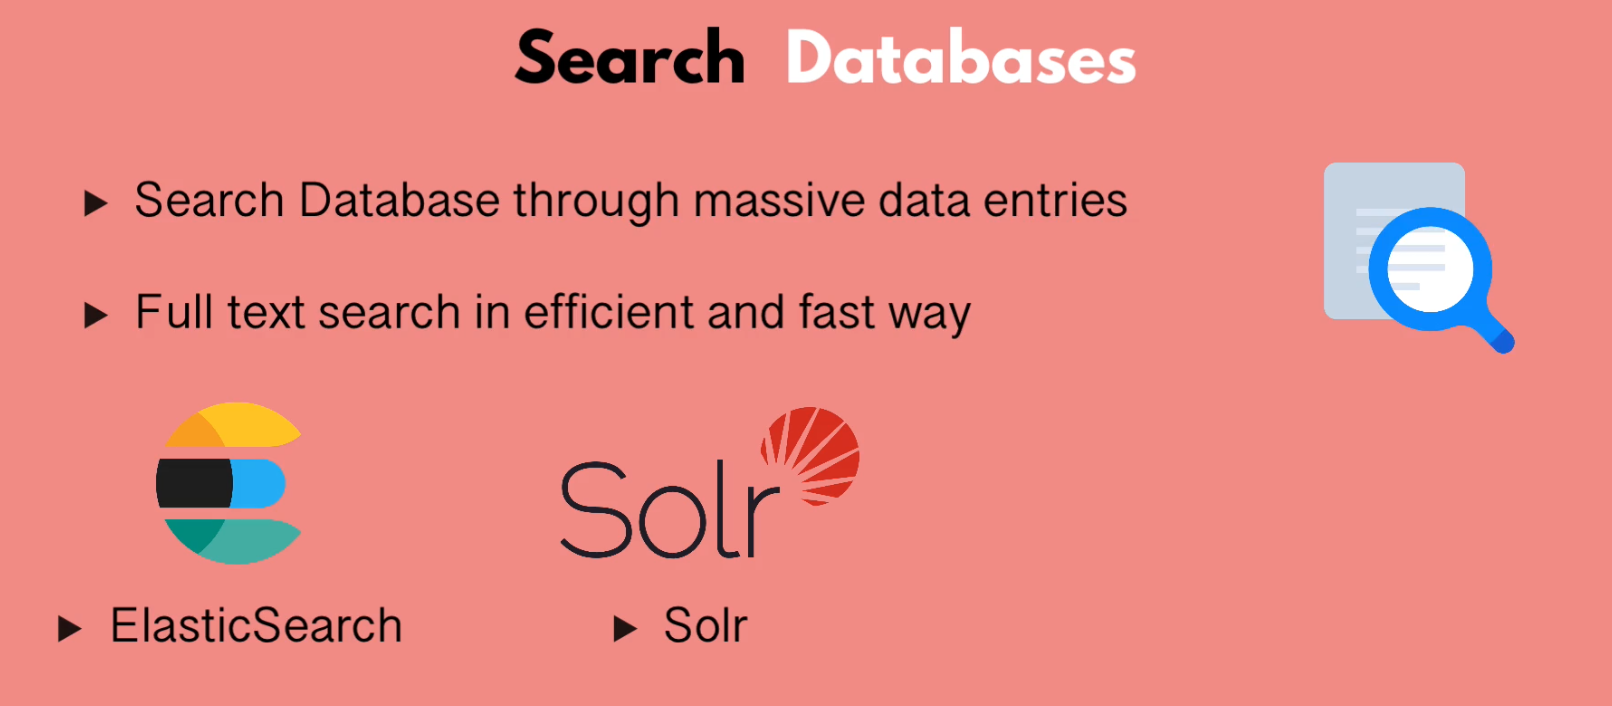 Search Databases
Search Database through massive data entries
Full text search in efficient and fast way
Solr
ElasticSearch
Solr